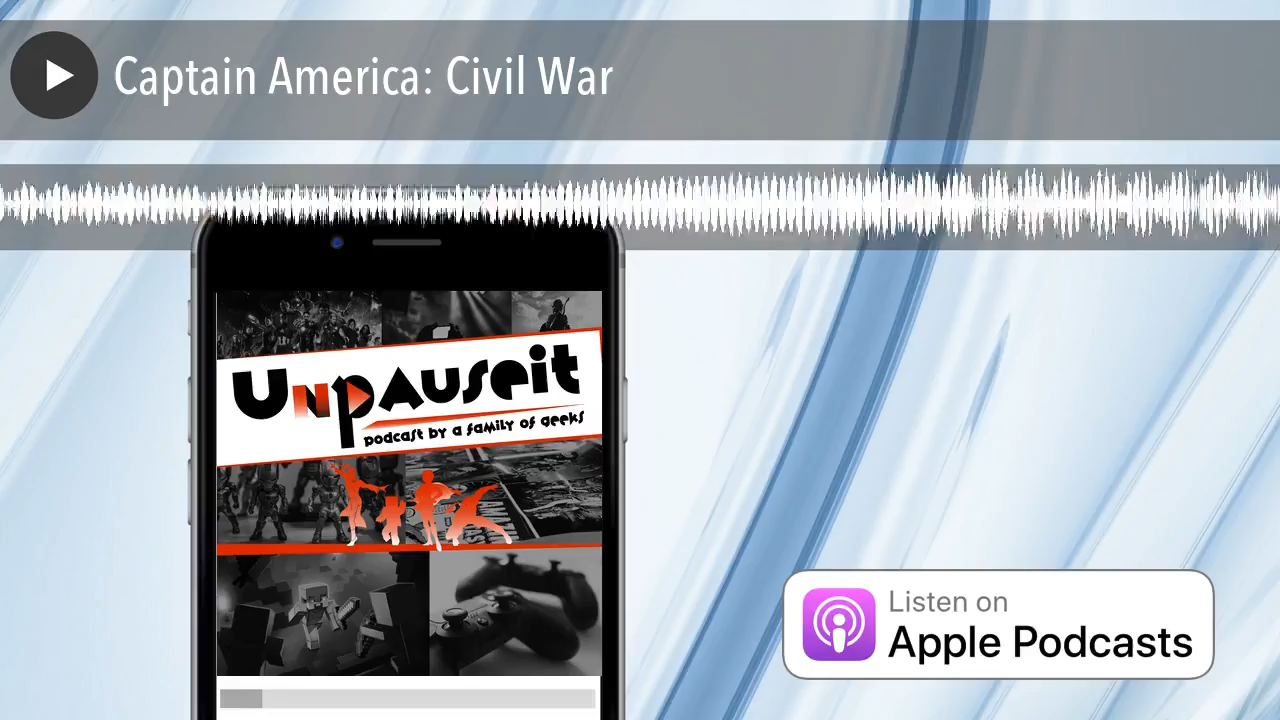 Captain America: Civil War
Unpauseit
podcast by a family of geeks
Listen on
Apple Podcasts